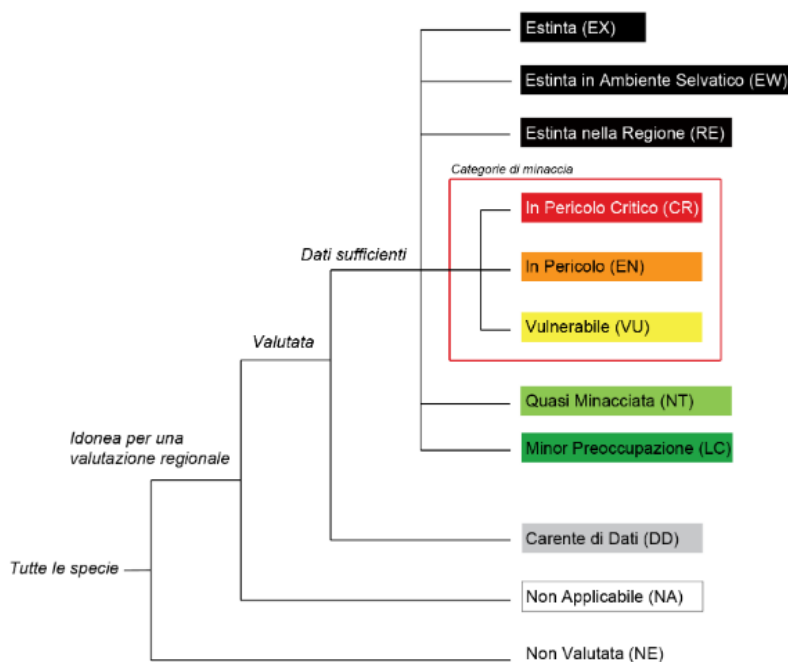 Estinta (EX)
Estinta in Ambiente Selvatico (EW)
Estinta nella Regione (RE)
Categorie di minaccia
In Pericolo Critico (CR)
Dati sufficienti
In Pericolo (EN)
Vulnerabile (VU)
Valutata
Quasi Minacciata (NT)
Idonea per una
valutazione regionale
Minor Preoccupazione (LC)
Carente di Dati (DD)
Tutte le specie
Non Applicabile (NA)
Non Valutata (NE)